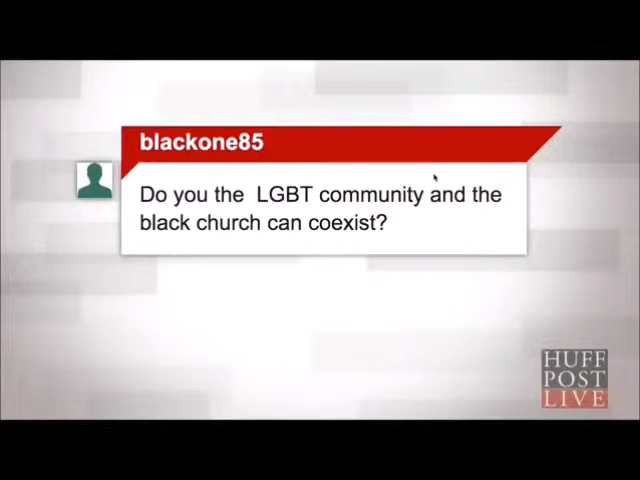 blackone85
Do you the  LGBT community and the
black church can coexist?
HUFF
POST
LIVE